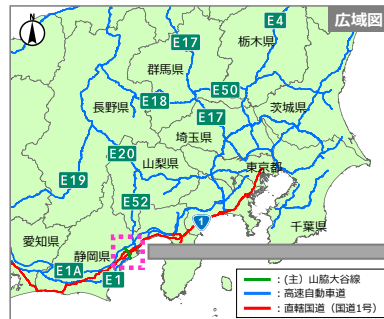 広域図
E4
E17
栃木県
群馬県
E50
長野県
E18
茨城県
E17
埼玉県
E20
山梨県
東京都
E19
E52
1
千葉県
愛知県
静岡県
E1A
E1
：(主) 山脇大谷線
：高速自動車道
：直轄国道（国道1号）